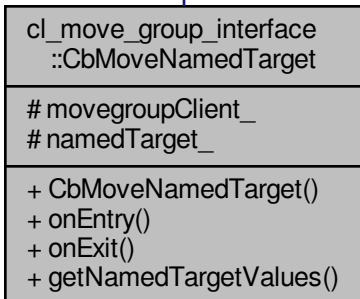 cl_move_group_interface
::CbMoveNamedTarget
# movegroupClient_
# namedTarget_
+ CbMoveNamedTarget()
+ onEntry()
+ onExit()
+ getNamedTargetValues()